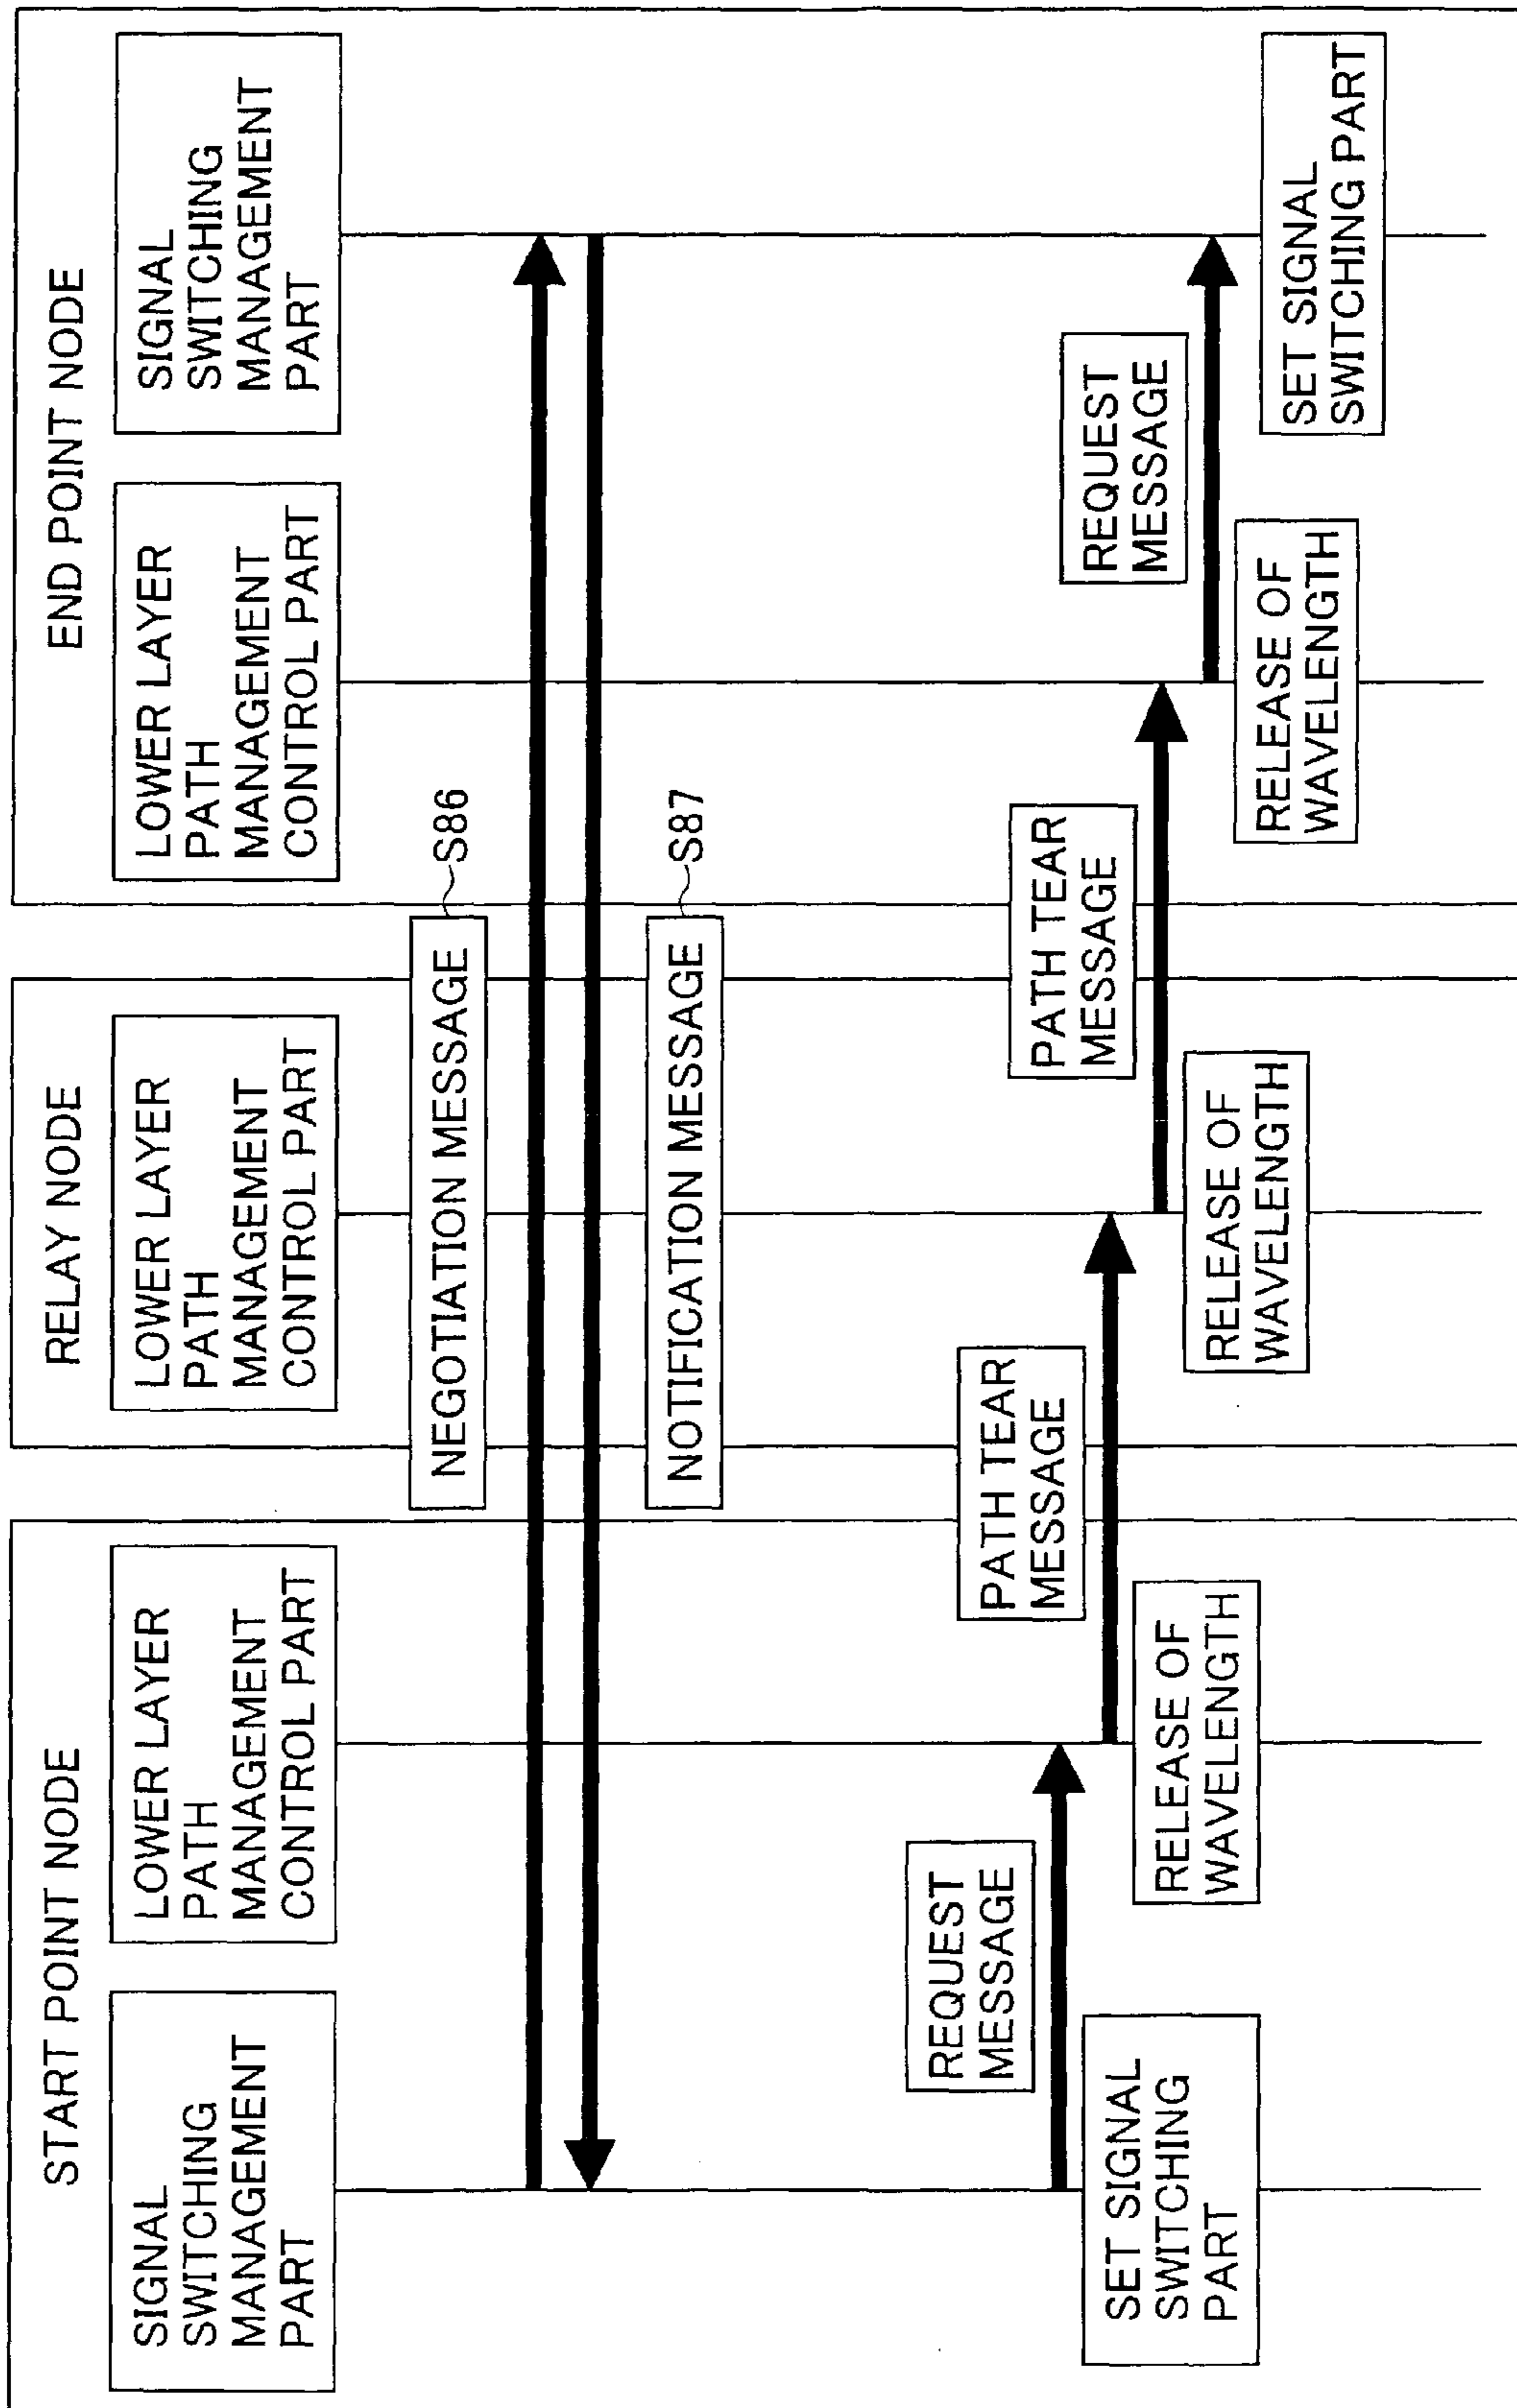 START POINT NODE
SIGNAL
SWITCHING
MANAGEMENT
PART
LOWER LAYER
PATH
MANAGEMENT
CONTROL PART
RELAY NODE
LOWER LAYER
PATH
MANAGEMENT
CONTROL PART
END POINT NODE
LOWER LAYER
PATH
MANAGEMENT
CONTROL PART
SIGNAL
SWITCHING
MANAGEMENT
PART
NEGOTIATION MESSAGE
S86
NOTIFICATION MESSAGE
S87
REQUEST
MESSAGE
SET SIGNAL
SWITCHING
PART
PATH TEAR
MESSAGE
RELEASE OF
WAVELENGTH
PATH TEAR
MESSAGE
RELEASE OF
WAVELENGTH
REQUEST
MESSAGE
RELEASE OF
WAVELENGTH
SET SIGNAL
SWITCHING PART